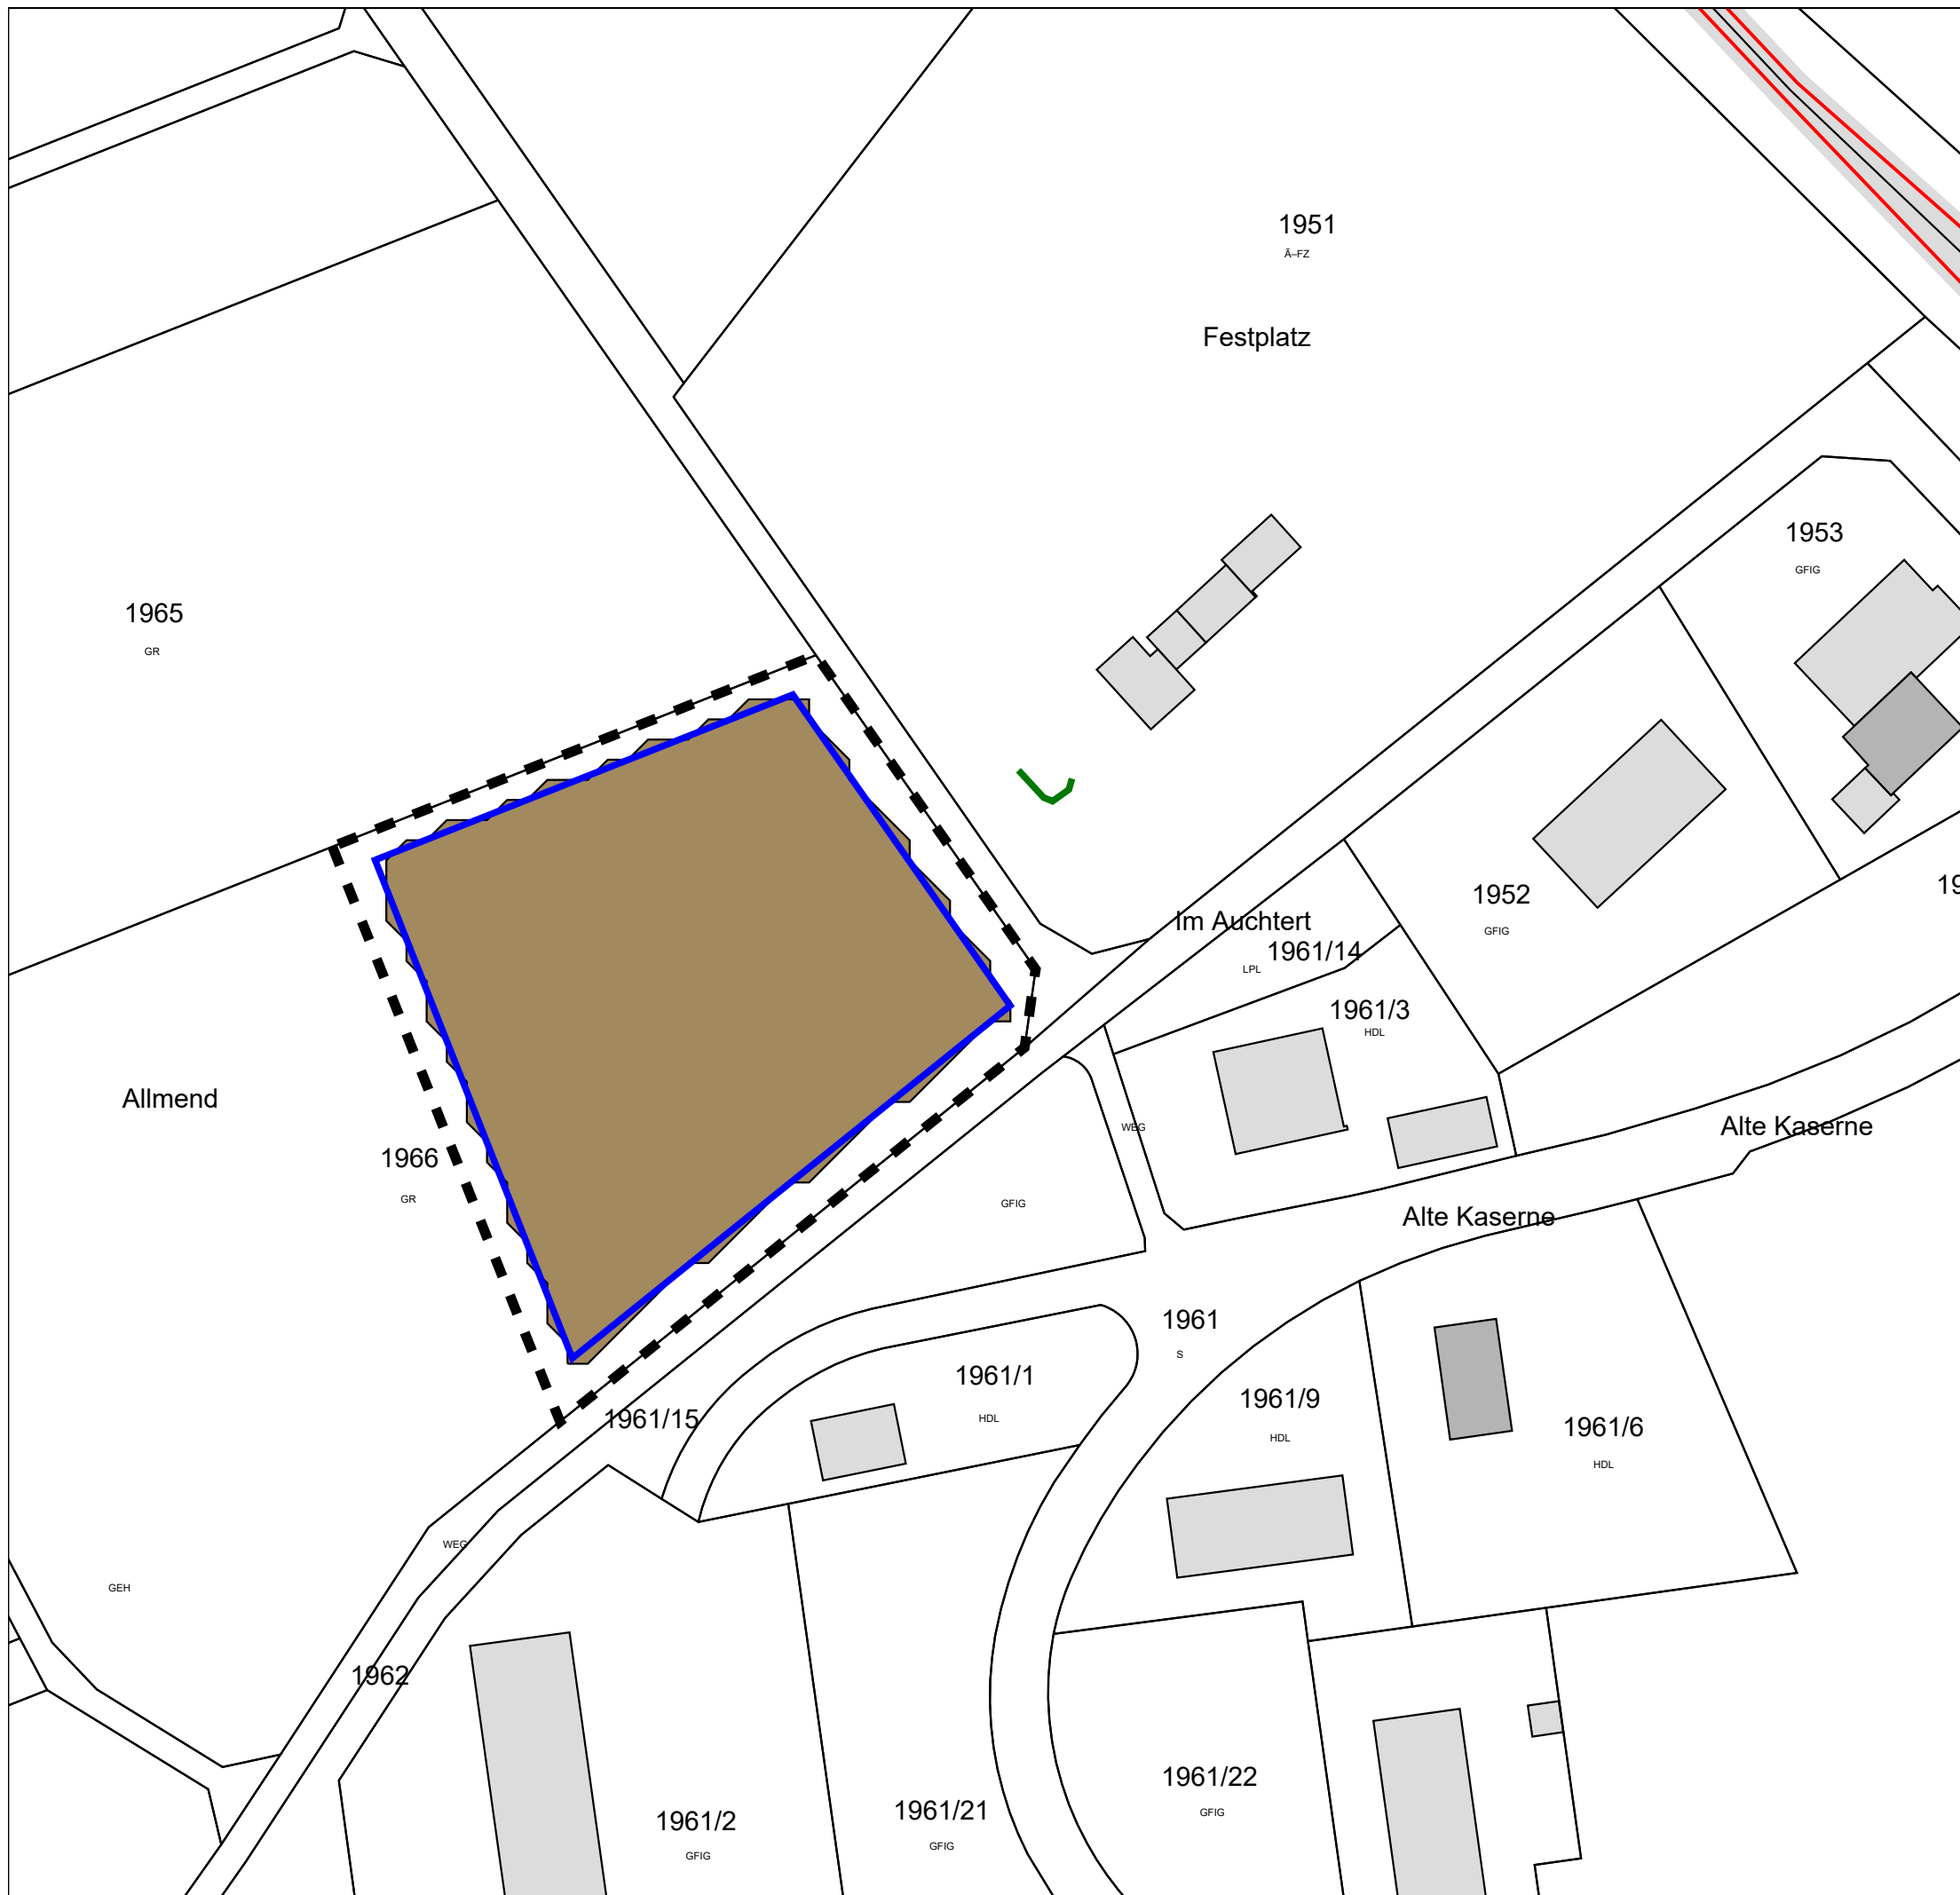 1951
Ä–FZ
Festplatz
1953
GFIG
1965
GR
1952
GFIG
19
Im Auchtert
1961/14
LPL
1961/3
HDL
Allmend
WEG
Alte Kaserne
1966
GR
GFIG
Alte Kaserne
1961
S
1961/1
HDL
1961/9
HDL
1961/15
1961/6
HDL
WEG
GEH
1962
1961/22
GFIG
1961/2
GFIG
1961/21
GFIG